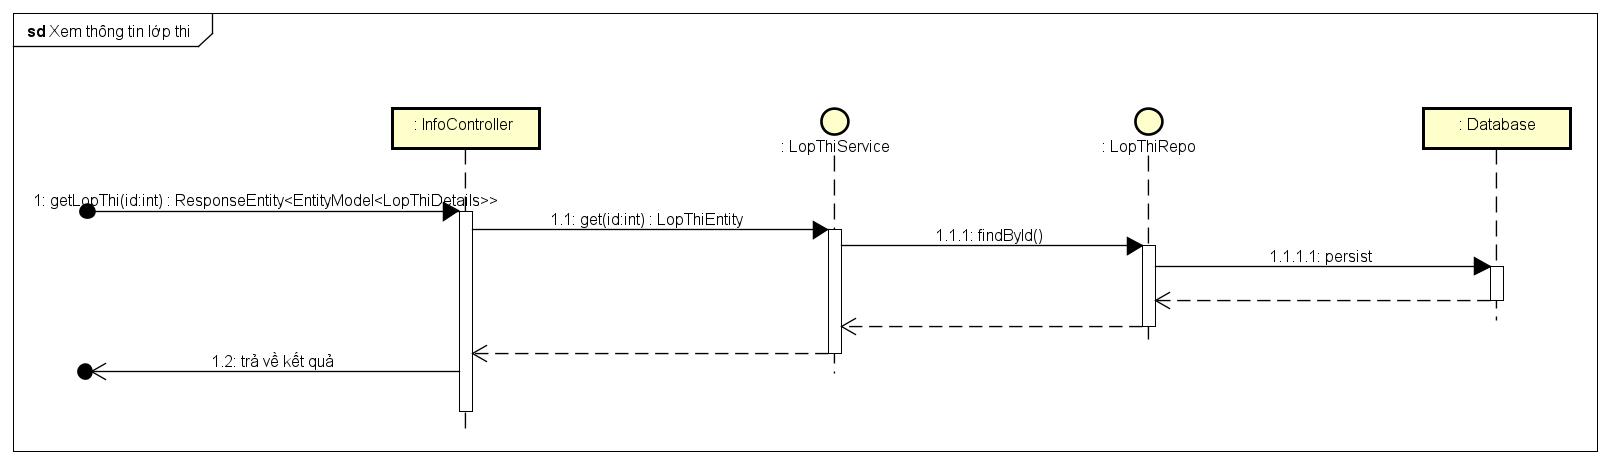 sd Xem thông tin lớp thi
: InfoController
: LopThiService
: LopThiRepo
: Database
1: getLopThi(id:int) : ResponseEntity<EntityModel<LopThiDetails>>
1.1: get(id:int) : LopThiEntity
1.1.1: findById()
1.1.1.1: persist
1.2: trả về kết quả